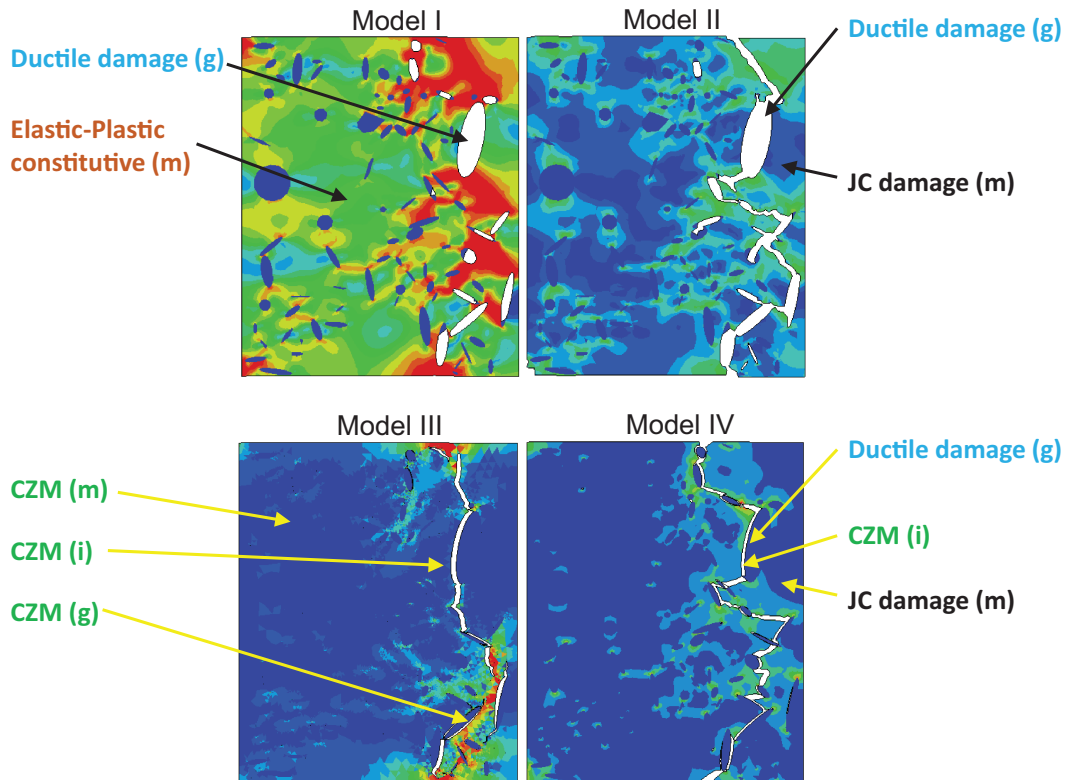 Model I
Model II
Ductile damage (g)
Ductile damage (g)
Elastic-Plastic
constitutive (m)
JC damage (m)
Model III
Model IV
Ductile damage (g)
CZM (m)
CZM (i)
CZM (i)
JC damage (m)
CZM (g)